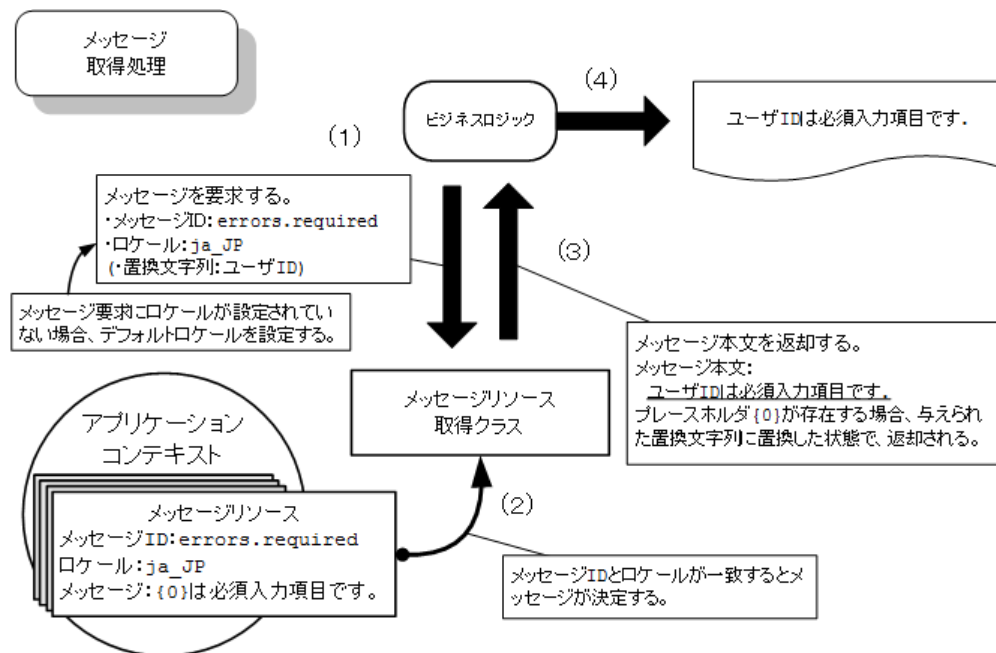 メッセージ
取得処理
(4)
ビジネスロジック
ユーザIDは必須入力項目です.
(1)
メッセージを要求する。
・メッセージID：errors.required
・ロケール：ja_JP
(・置換文字列：ユーザID)
(3)
メッセージ要求にロケールが設定されてい
ない場合、デフォルトロケールを設定する。
メッセージ本文を返却する。
メッセージ本文：
ユーザIDは必須入力項目です.
プレースホルダ{0}が存在する場合、与えられ
た置換文字列に置換した状態で、返却される。
メッセージリソース
取得クラス
アプリケーション
コンテキスト
(2)
メッセージリソース
メッセージID：errors.required
ロケール：ja_JP
メッセージ：{0}は必須入力項目です。
メッセージIDとロケールが一致するとメ
ッセージが決定する。